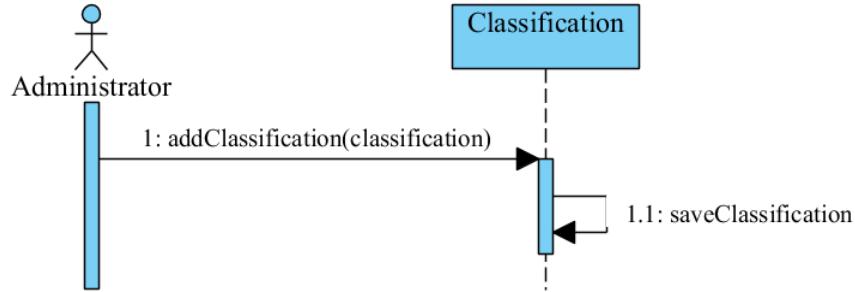 Classification
Administrator
1: addClassification(classification)
1.1: saveClassification